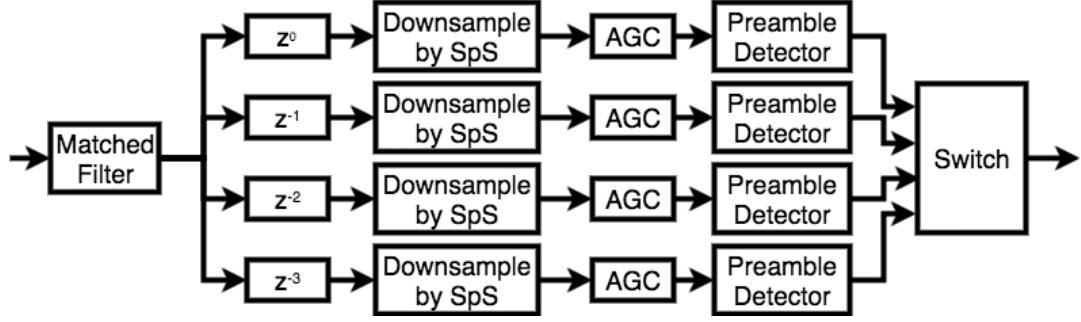 z⁰
Downsample
by SpS
AGC
Preamble
Detector
z⁻¹
Downsample
by SpS
AGC
Preamble
Detector
Matched
Filter
Switch
z⁻²
Downsample
by SpS
AGC
Preamble
Detector
z⁻³
Downsample
by SpS
AGC
Preamble
Detector